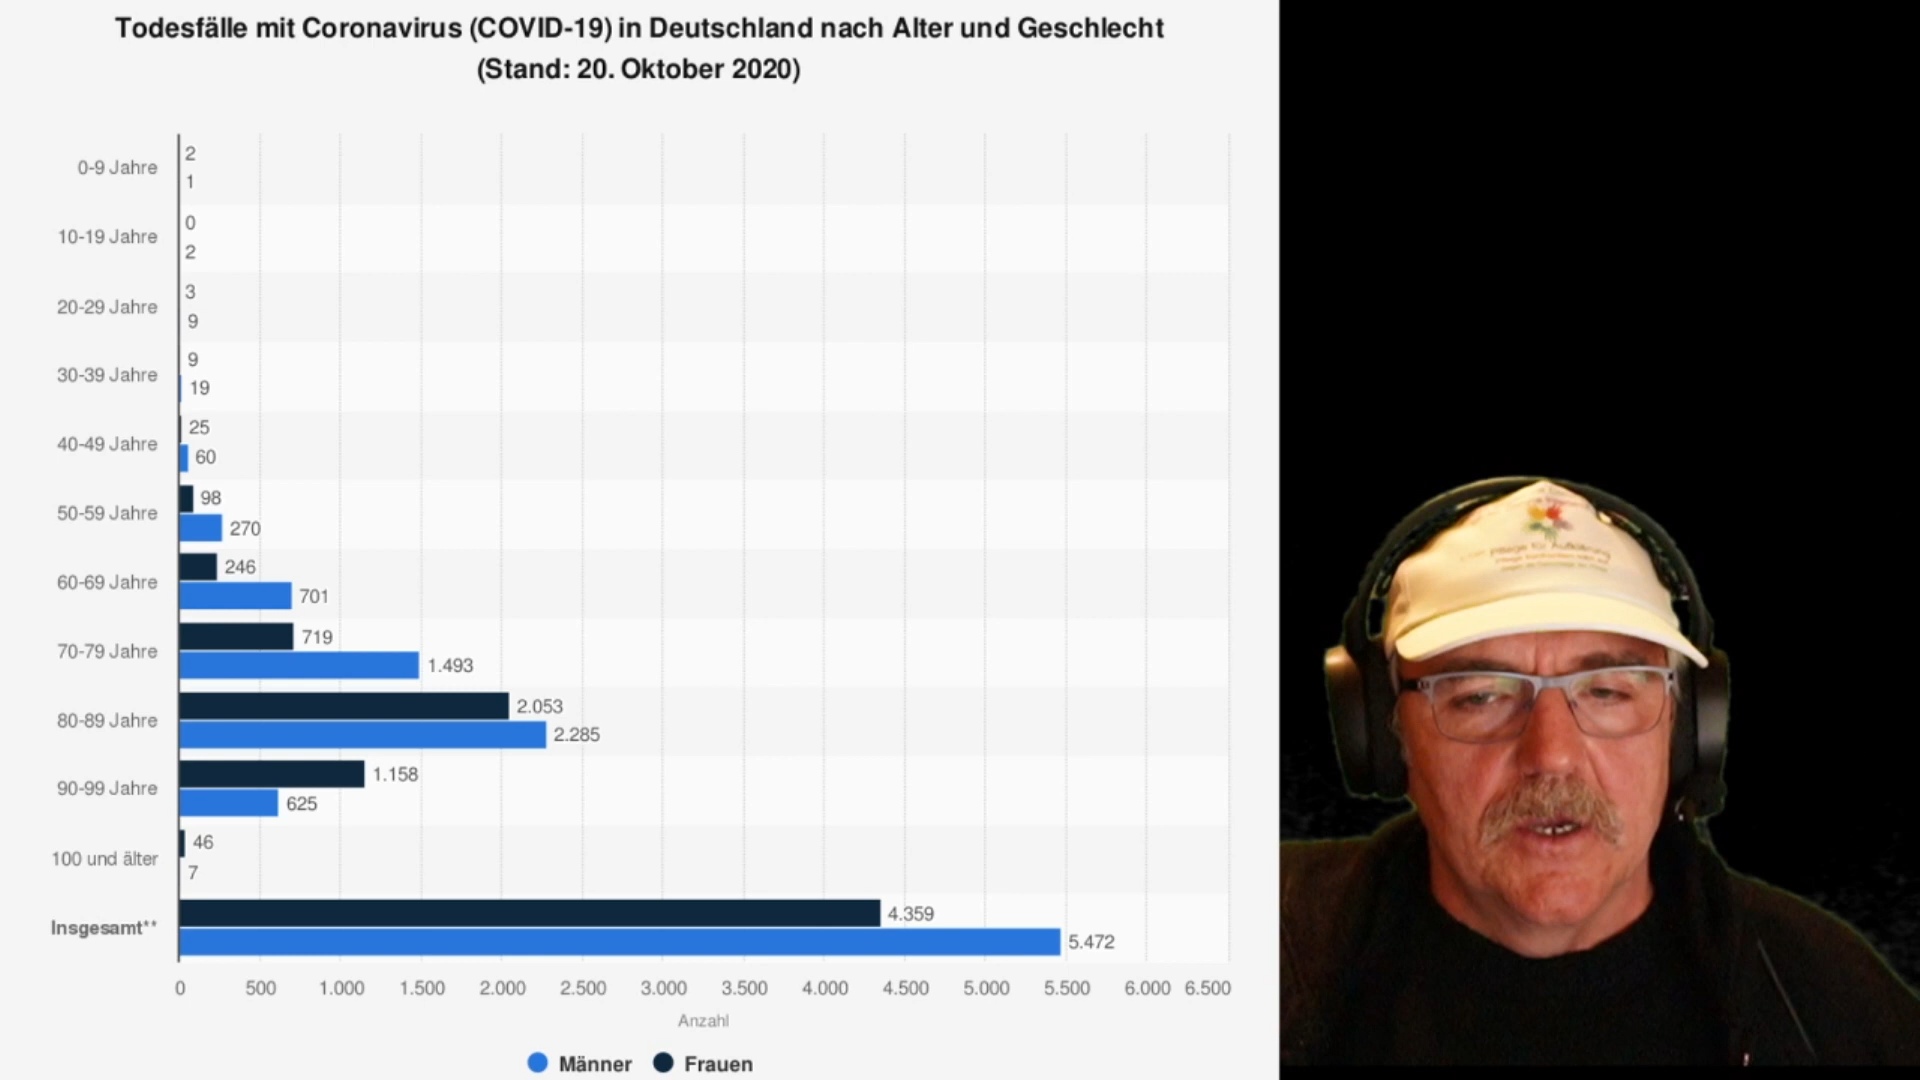 Todesfälle mit Coronavirus (COVID-19) in Deutschland nach Alter und Geschlecht
(Stand: 20. Oktober 2020)
0-9 Jahre
2
1
10-19 Jahre
0
2
20-29 Jahre
3
9
30-39 Jahre
9
19
40-49 Jahre
25
60
50-59 Jahre
98
270
60-69 Jahre
246
701
70-79 Jahre
719
1.493
80-89 Jahre
2.053
2.285
90-99 Jahre
1.158
625
100 und älter
46
7
Insgesamt**
4.359
5.472
0 500 1.000 1.500 2.000 2.500 3.000 3.500 4.000 4.500 5.000 5.500 6.000 6.500
Anzahl
Männer Frauen
Pflege für Aufklärung